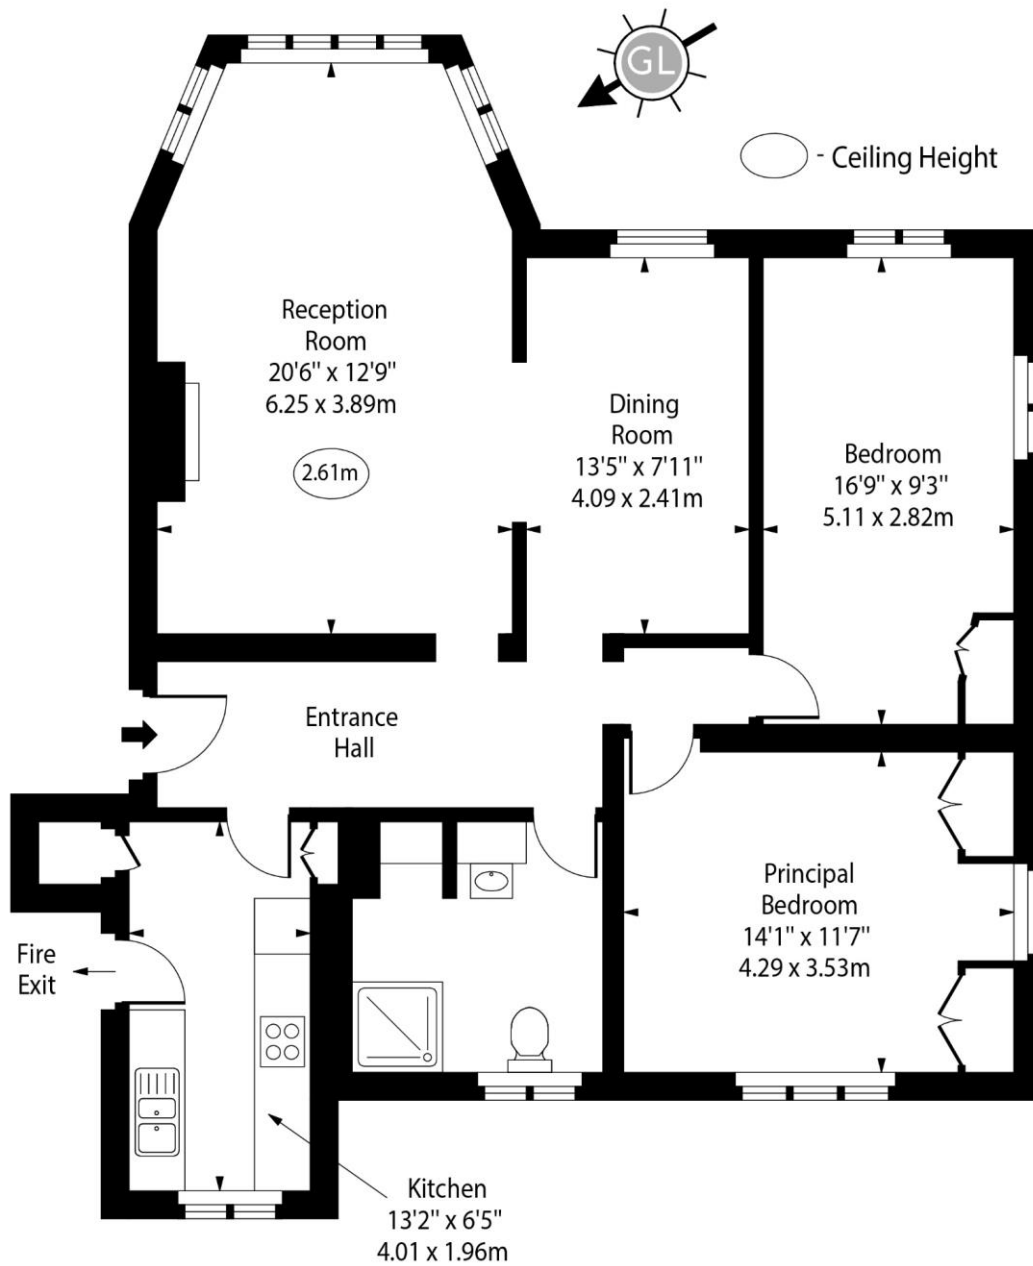 GL
- Ceiling Height
Reception
Room
20'6" x 12'9"
6.25 x 3.89m
2.61m
Dining
Room
13'5" x 7'11"
4.09 x 2.41m
Bedroom
16'9" x 9'3"
5.11 x 2.82m
Entrance
Hall
Principal
Bedroom
14'1" x 11'7"
4.29 x 3.53m
Fire
Exit
Kitchen
13'2" x 6'5"
4.01 x 1.96m